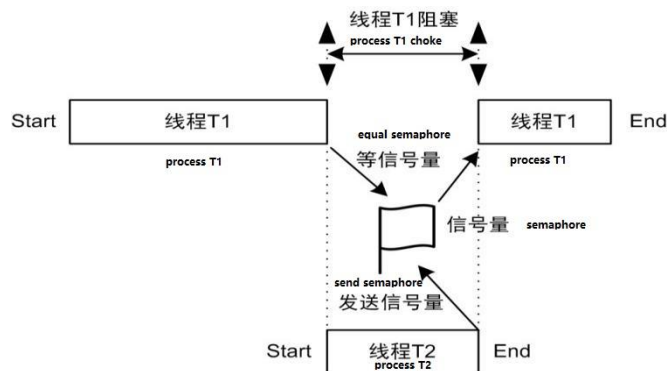 线程T1阻塞
process T1 choke
Start
线程T1
process T1
线程T1
process T1
End
equal semaphore
等信号量
信号量
semaphore
send semaphore
发送信号量
Start
线程T2
process T2
End